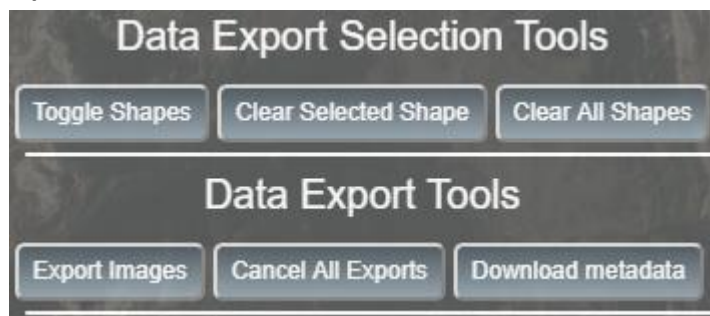 Data Export Selection Tools
Toggle Shapes Clear Selected Shape Clear All Shapes
Data Export Tools
Export Images Cancel All Exports Download metadata